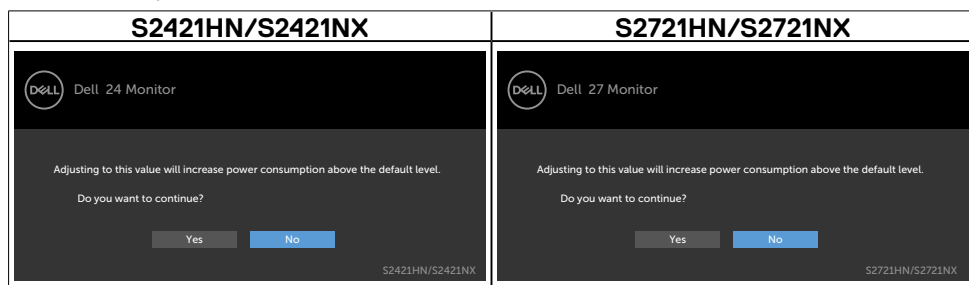 S2421HN/S2421NX
S2721HN/S2721NX
DELL
Dell 24 Monitor
Adjusting to this value will increase power consumption above the default level.
Do you want to continue?
Yes
No
S2421HN/S2421NX
DELL
Dell 27 Monitor
Adjusting to this value will increase power consumption above the default level.
Do you want to continue?
Yes
No
S2721HN/S2721NX